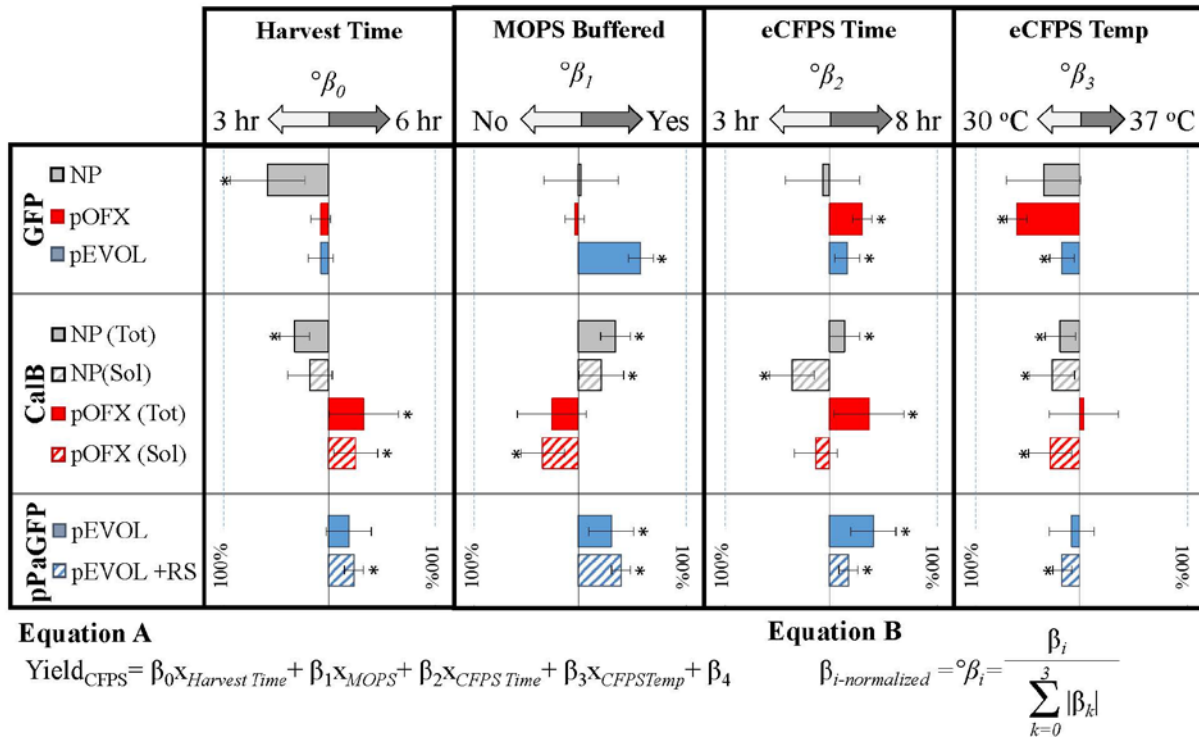 Harvest Time MOPS Buffered eCFPS Time eCFPS Temp
°β0 °β1 °β2 °β3
3 hr 6 hr No Yes 3 hr 8 hr 30 °C 37 °C
GFP
NP
*
pOFX
* *
pEVOL
* * *
CalB
NP (Tot)
* * * *
NP(Sol)
* * *
pOFX (Tot)
* *
pOFX (Sol)
* * *
pPaGFP
pEVOL
* *
pEVOL +RS
* * * *
100% 100% 100% 100% 100% 100% 100% 100%
Equation A Equation B
YieldCFPS= β0xHarvest Time+ β1xMOPS+ β2xCFPS Time+ β3xCFPSTemp+ β4
βi-normalized =°βi= βi / 3 ∑ k=0 |βk|